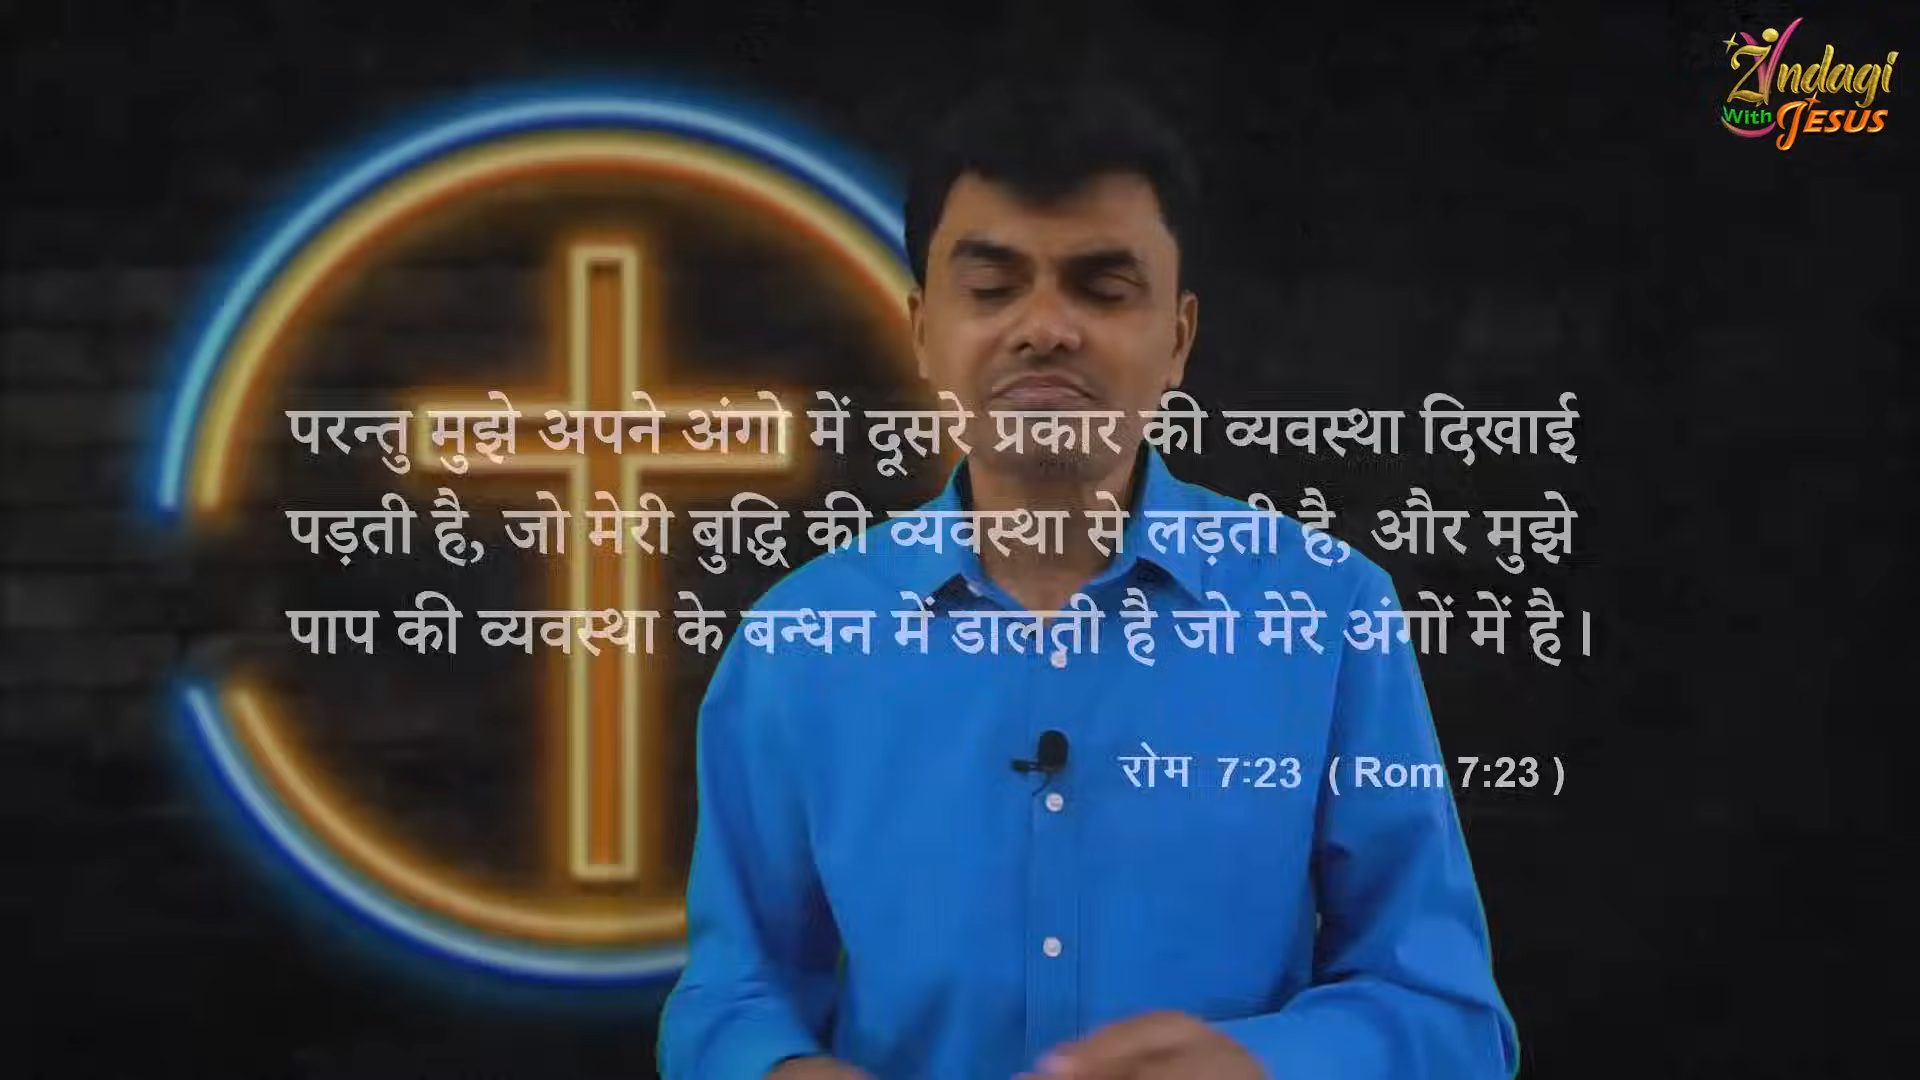 Zindagi
With JESUS
परन्तु मुझे अपने अंगो में दूसरे प्रकार की व्यवस्था दिखाई
पड़ती है, जो मेरी बुद्धि की व्यवस्था से लड़ती है, और मुझे
पाप की व्यवस्था के बन्धन में डालती है जो मेरे अंगों में है।
रोम 7:23 ( Rom 7:23 )